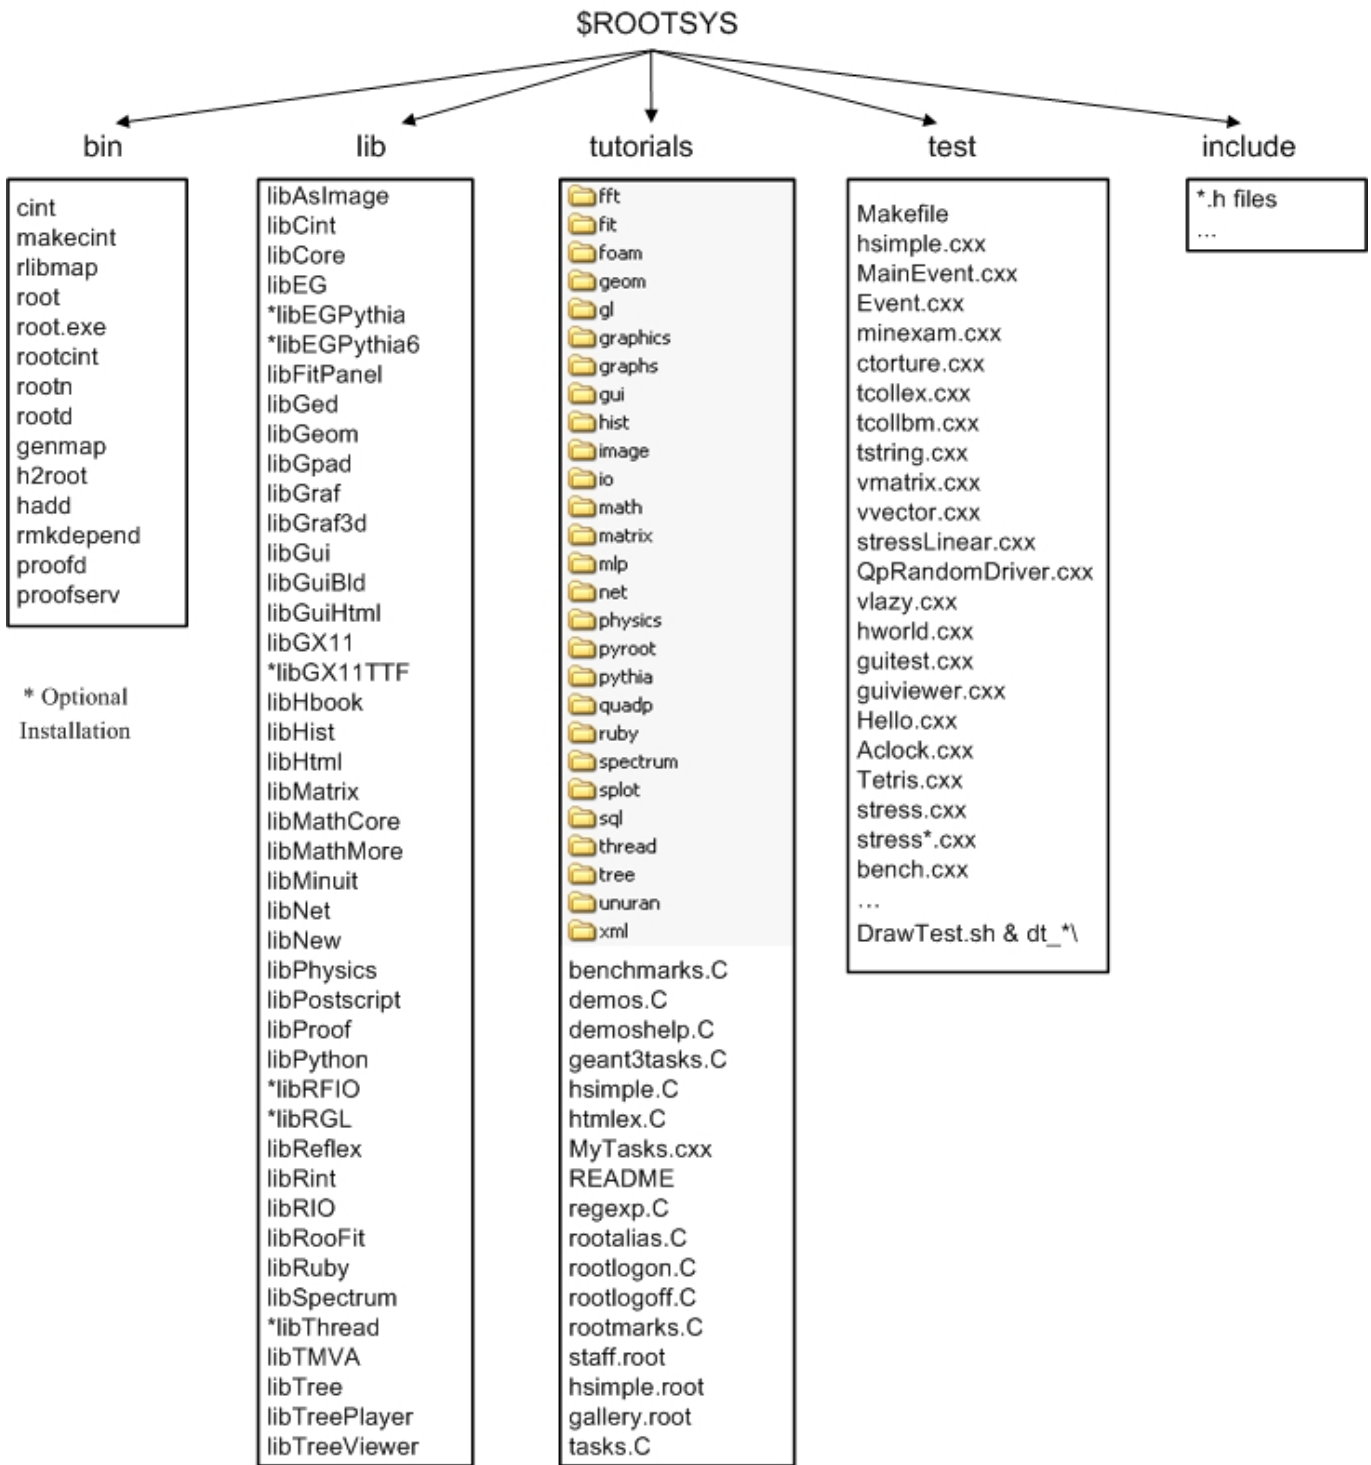 $ROOTSYS
bin
cint
makecint
rlibmap
root
root.exe
rootcint
rootn
rootd
genmap
h2root
hadd
rmkdepend
proofd
proofserv
* Optional
Installation
lib
libAsImage
libCint
libCore
libEG
*libEGPythia
*libEGPythia6
libFitPanel
libGed
libGeom
libGpad
libGraf
libGraf3d
libGui
libGuiBld
libGuiHtml
libGX11
*libGX11TTF
libHbook
libHist
libHtml
libMatrix
libMathCore
libMathMore
libMinuit
libNet
libNew
libPhysics
libPostscript
libProof
libPython
*libRFIO
*libRGL
libReflex
libRint
libRIO
libRooFit
libRuby
libSpectrum
*libThread
libTMVA
libTree
libTreePlayer
libTreeViewer
tutorials
fft
fit
foam
geom
gl
graphics
graphs
gui
hist
image
io
math
matrix
mlp
net
physics
pyroot
pythia
quadp
ruby
spectrum
splot
sql
thread
tree
unuran
xml
benchmarks.C
demos.C
demoshelp.C
geant3tasks.C
hsimple.C
htmlex.C
MyTasks.cxx
README
regexp.C
rootalias.C
rootlogon.C
rootlogoff.C
rootmarks.C
staff.root
hsimple.root
gallery.root
tasks.C
test
Makefile
hsimple.cxx
MainEvent.cxx
Event.cxx
minexam.cxx
ctorture.cxx
tcollex.cxx
tcollbm.cxx
tstring.cxx
vmatrix.cxx
vvector.cxx
stressLinear.cxx
QpRandomDriver.cxx
vlazy.cxx
hworld.cxx
guitest.cxx
guiviewer.cxx
Hello.cxx
Aclock.cxx
Tetris.cxx
stress.cxx
stress*.cxx
bench.cxx
…
DrawTest.sh & dt_*\
include
*.h files
…